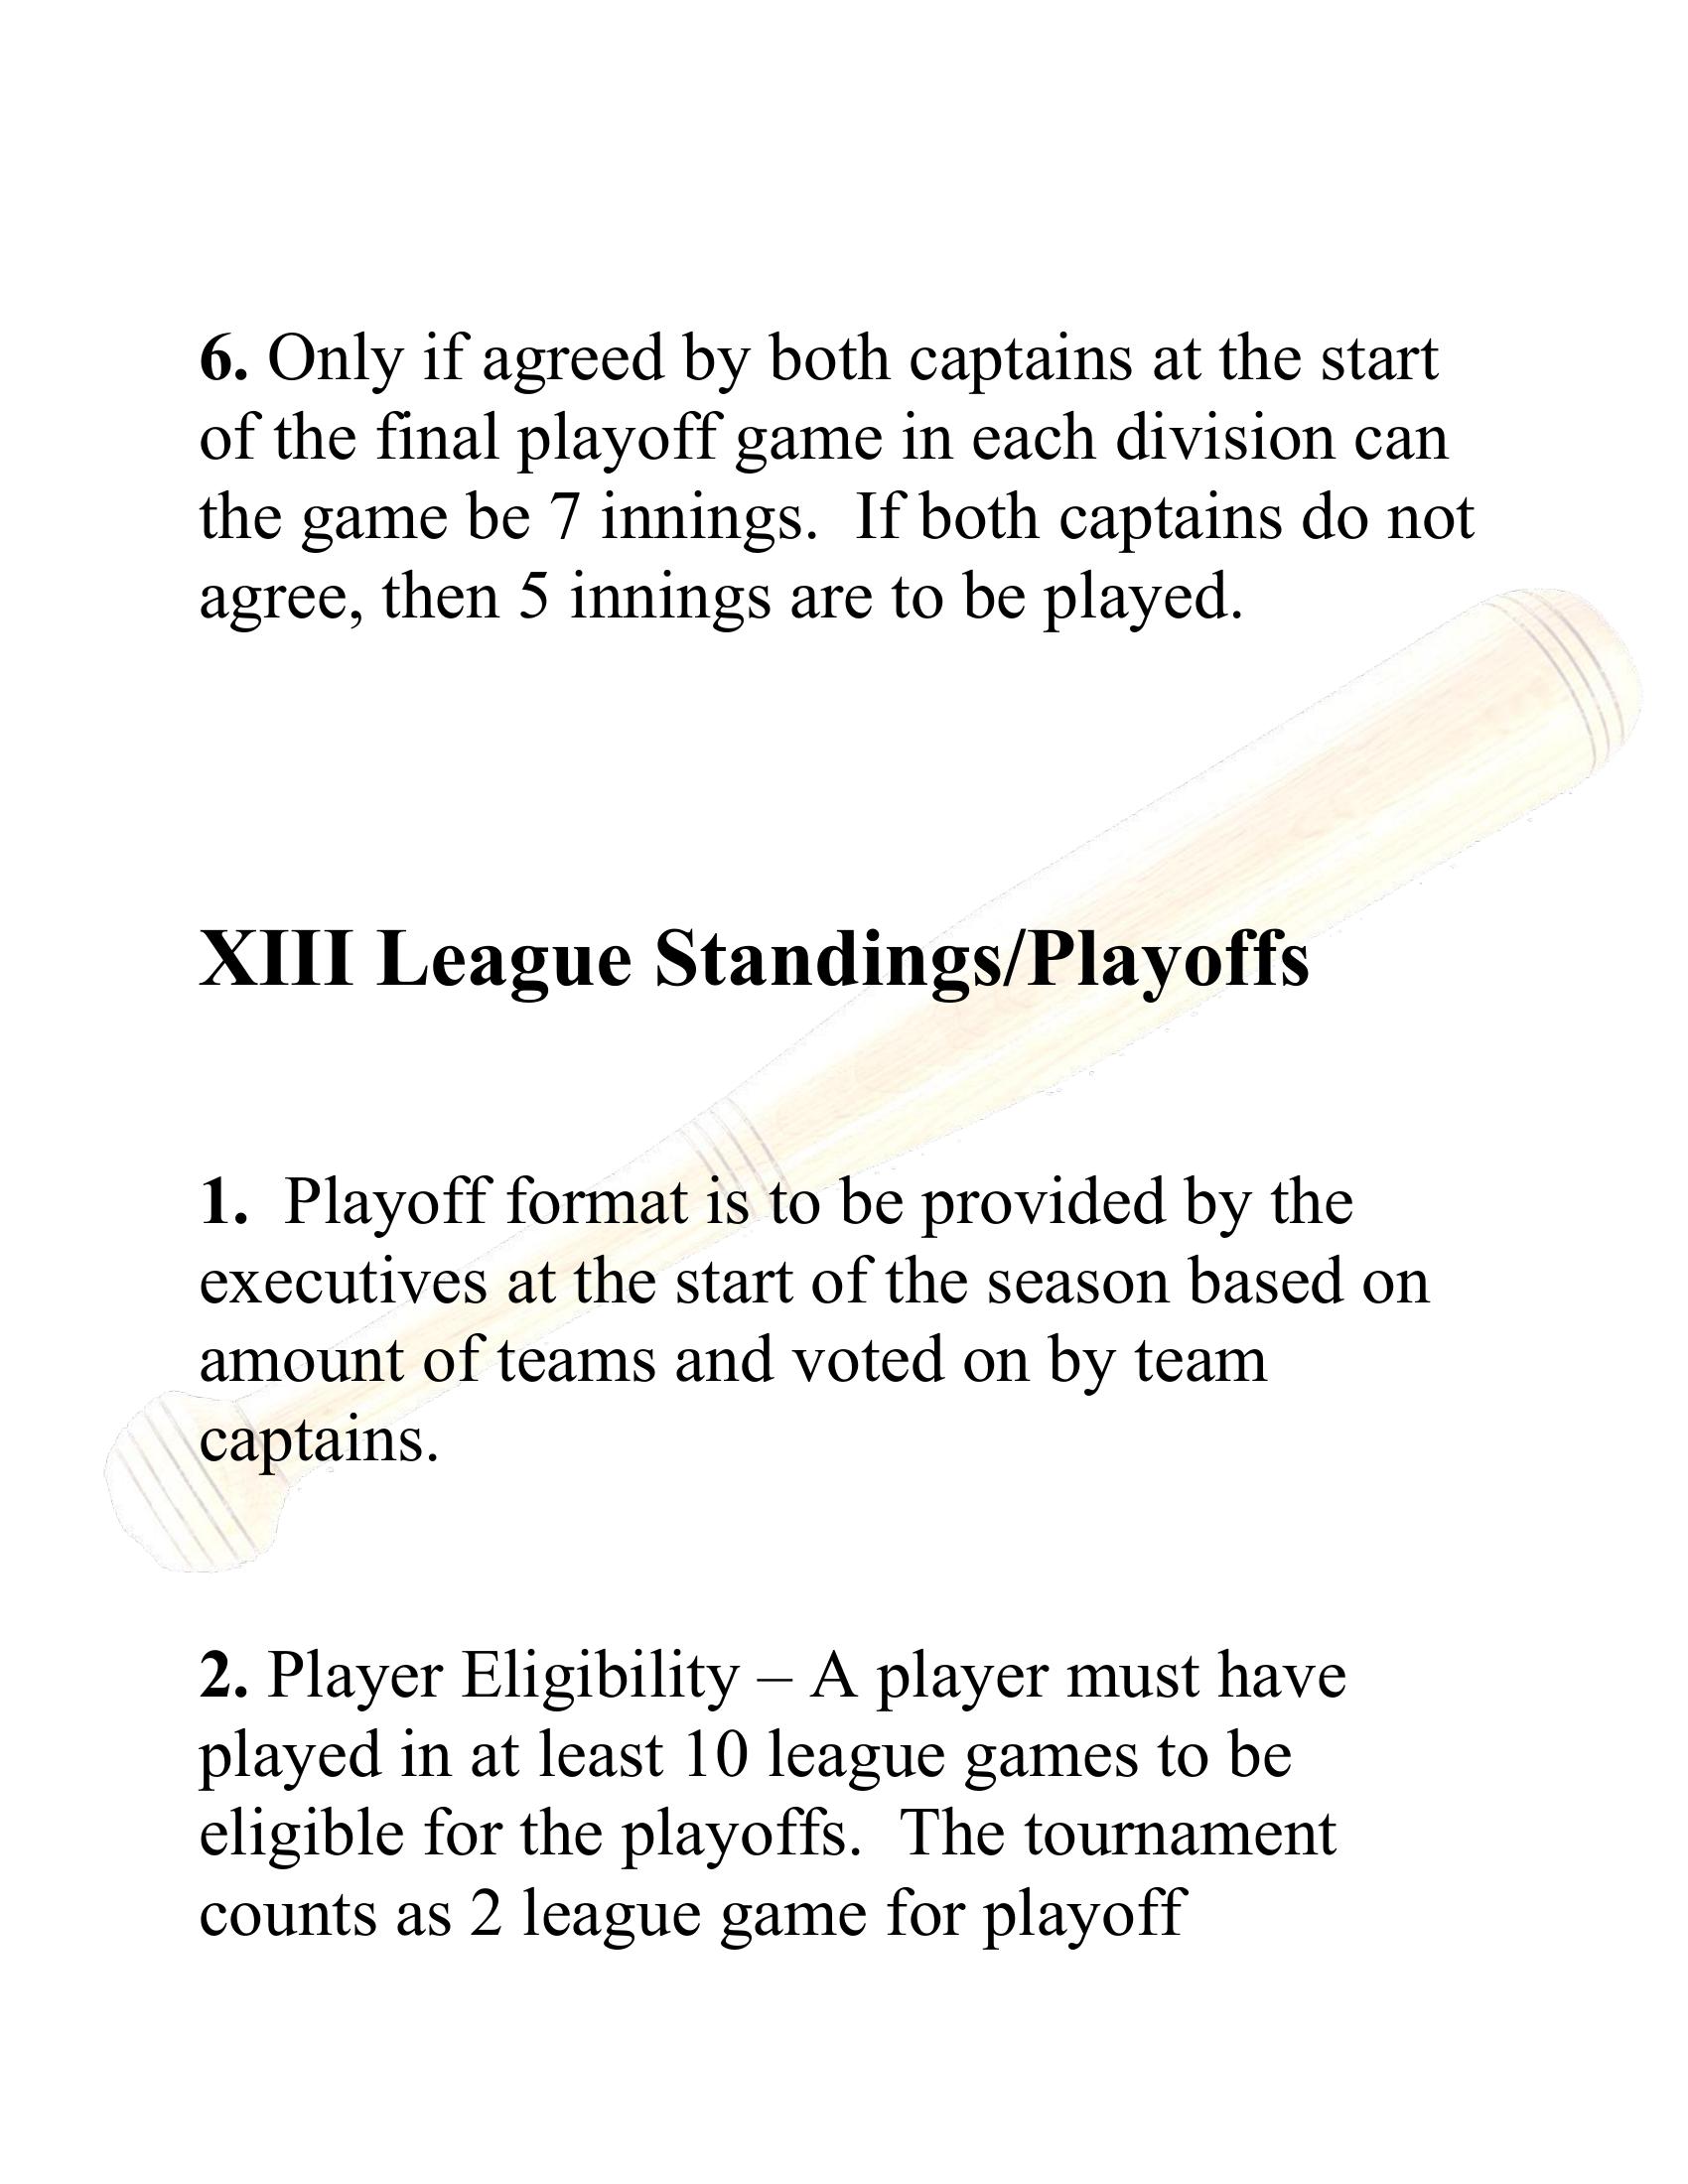 6. Only if agreed by both captains at the start
of the final playoff game in each division can
the game be 7 innings.  If both captains do not
agree, then 5 innings are to be played.
XIII League Standings/Playoffs
1.  Playoff format is to be provided by the
executives at the start of the season based on
amount of teams and voted on by team
captains.
2. Player Eligibility – A player must have
played in at least 10 league games to be
eligible for the playoffs.  The tournament
counts as 2 league game for playoff